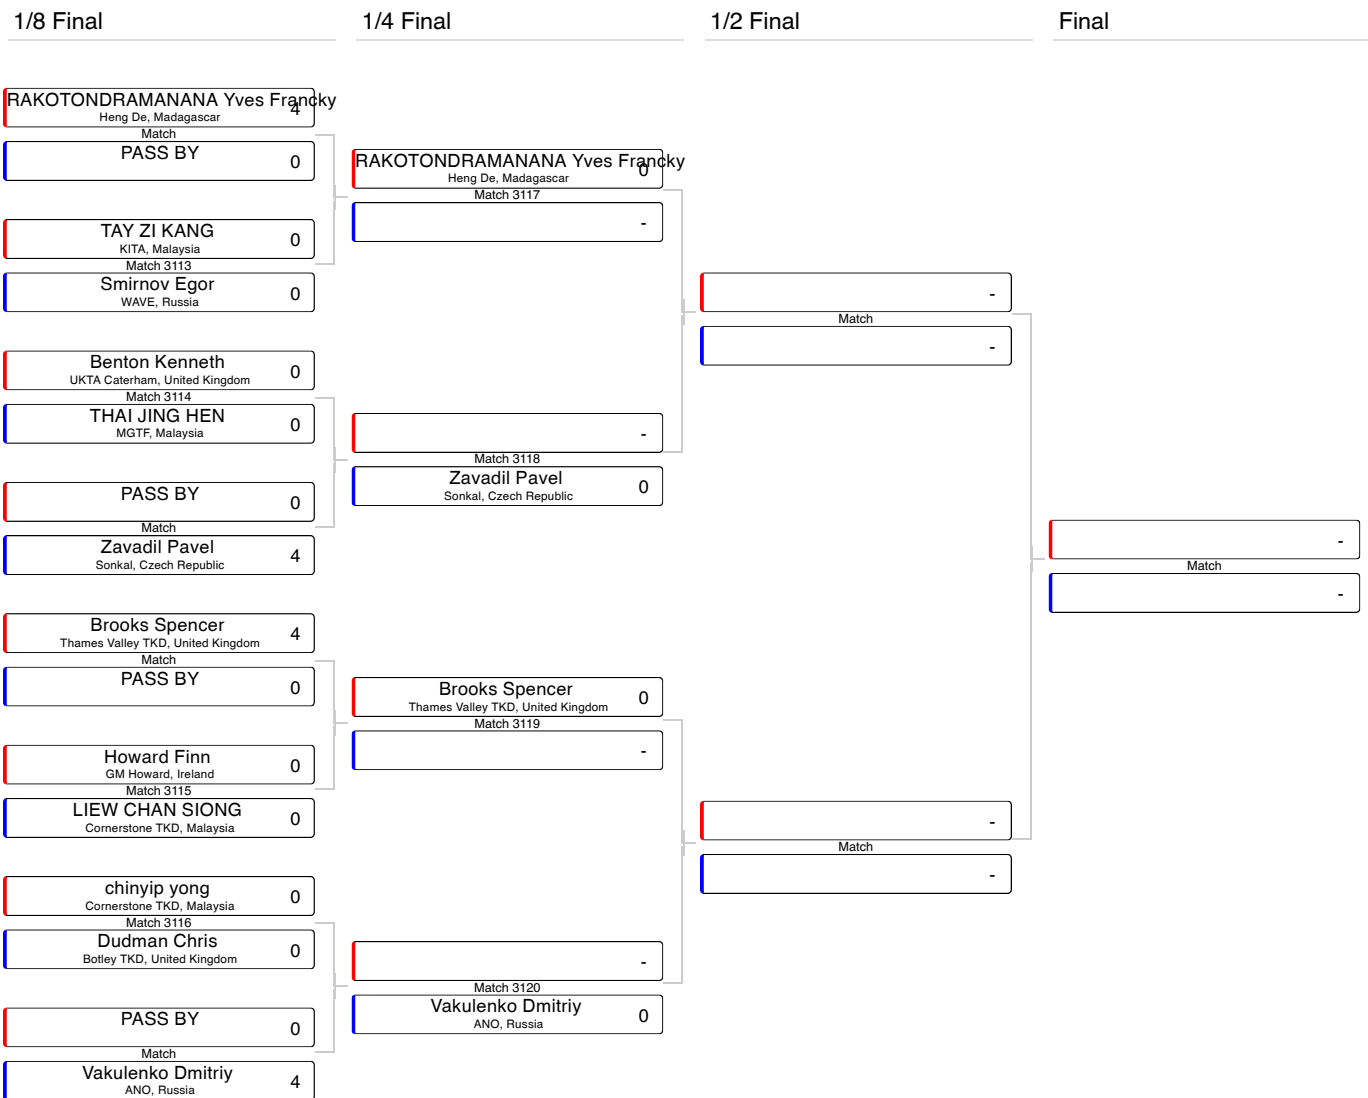 1/8 Final
1/4 Final
1/2 Final
Final
RAKOTONDRAMANANA Yves Francky
4
Heng De, Madagascar
Match
PASS BY
0
TAY ZI KANG
0
KITA, Malaysia
Match 3113
Smirnov Egor
0
WAVE, Russia
Benton Kenneth
0
UKTA Caterham, United Kingdom
Match 3114
THAI JING HEN
0
MGTF, Malaysia
PASS BY
0
Match
Zavadil Pavel
4
Sonkal, Czech Republic
Brooks Spencer
4
Thames Valley TKD, United Kingdom
Match
PASS BY
0
Howard Finn
0
GM Howard, Ireland
Match 3115
LIEW CHAN SIONG
0
Cornerstone TKD, Malaysia
chinyip yong
0
Cornerstone TKD, Malaysia
Match 3116
Dudman Chris
0
Botley TKD, United Kingdom
PASS BY
0
Match
Vakulenko Dmitriy
4
ANO, Russia
RAKOTONDRAMANANA Yves Francky
0
Heng De, Madagascar
Match 3117
-
-
Match 3118
Zavadil Pavel
0
Sonkal, Czech Republic
Brooks Spencer
0
Thames Valley TKD, United Kingdom
Match 3119
-
-
Match 3120
Vakulenko Dmitriy
0
ANO, Russia
-
Match
-
-
Match
-
-
Match
-